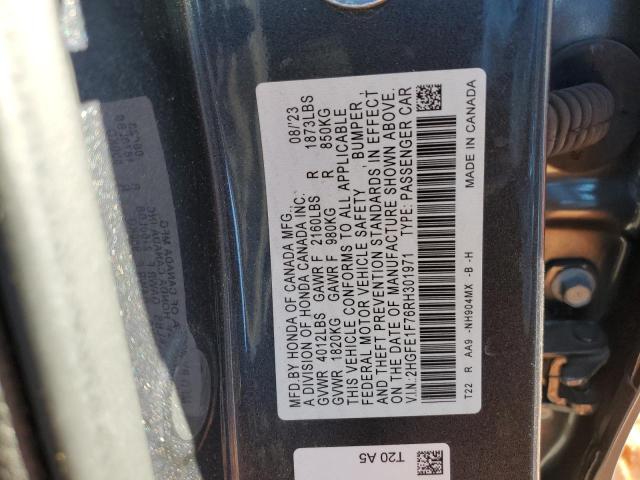 MFD.BY HONDA OF CANADA MFG. 08/'23
A DIVISION OF HONDA CANADA INC.
GVWR 4012LBS GAWR F 2160LBS R 1873LBS
GVWR 1820KG GAWR F 980KG R 850KG
THIS VEHICLE CONFORMS TO ALL APPLICABLE
FEDERAL MOTOR VEHICLE SAFETY, BUMPER,
AND THEFT PREVENTION STANDARDS IN EFFECT
ON THE DATE OF MANUFACTURE SHOWN ABOVE.
V.I.N.:2HGFE1F76RH301971 TYPE: PASSENGER CAR
T22 R AA9 -NH904MX -B -H
MADE IN CANADA
T20 A5